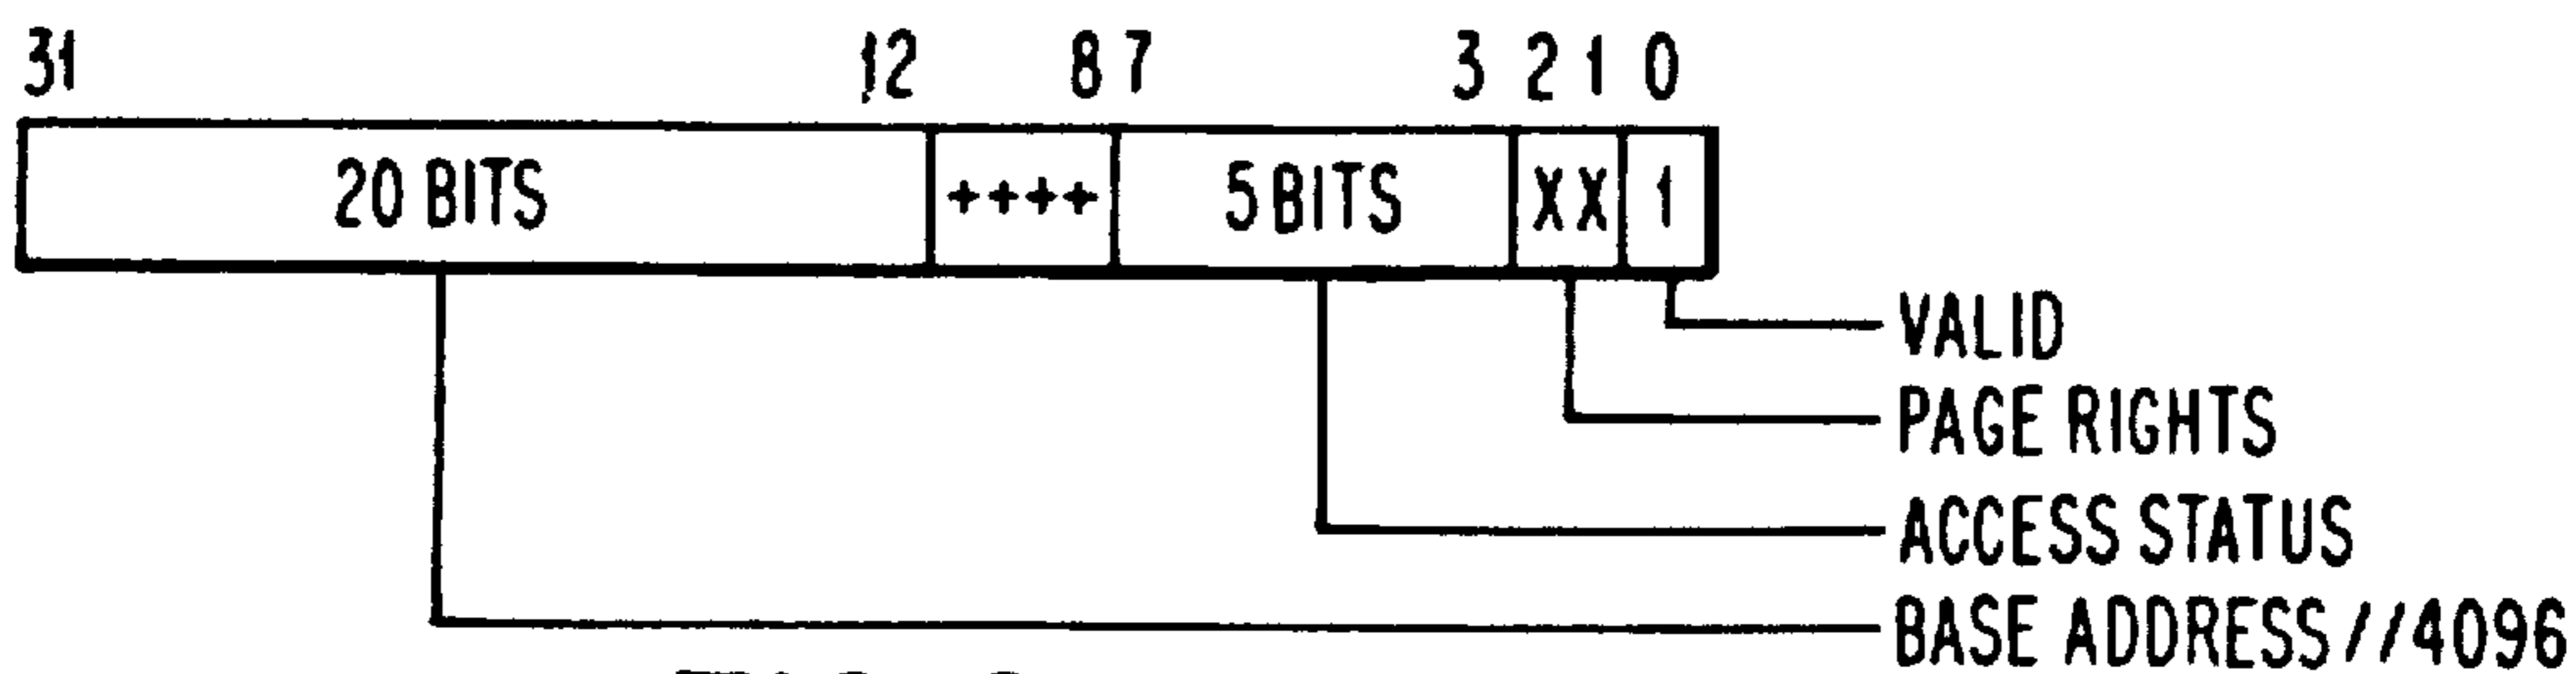 31 12 8 7 3 2 1 0
20 BITS ++++ 5 BITS X X 1
VALID
PAGE RIGHTS
ACCESS STATUS
BASE ADDRESS//4096